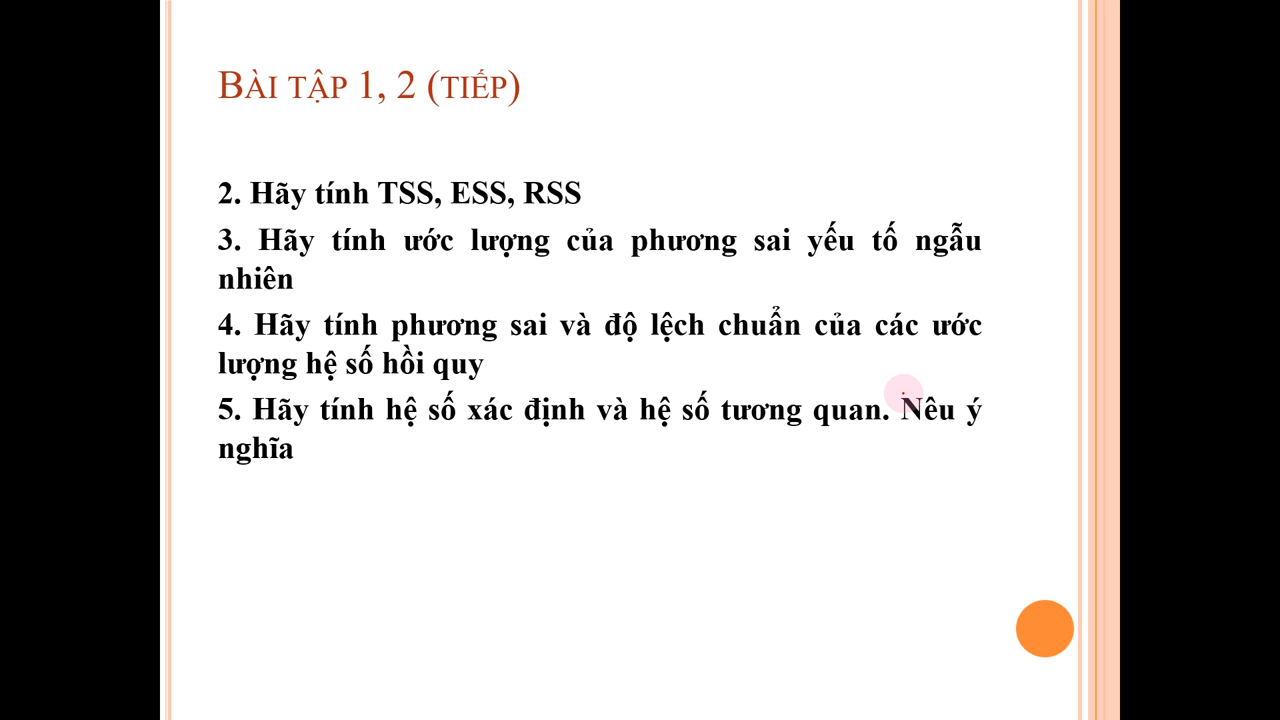 BÀI TẬP 1, 2 (TIẾP)
2. Hãy tính TSS, ESS, RSS
3. Hãy tính ước lượng của phương sai yếu tố ngẫu
nhiên
4. Hãy tính phương sai và độ lệch chuẩn của các ước
lượng hệ số hồi quy
5. Hãy tính hệ số xác định và hệ số tương quan. Nêu ý
nghĩa